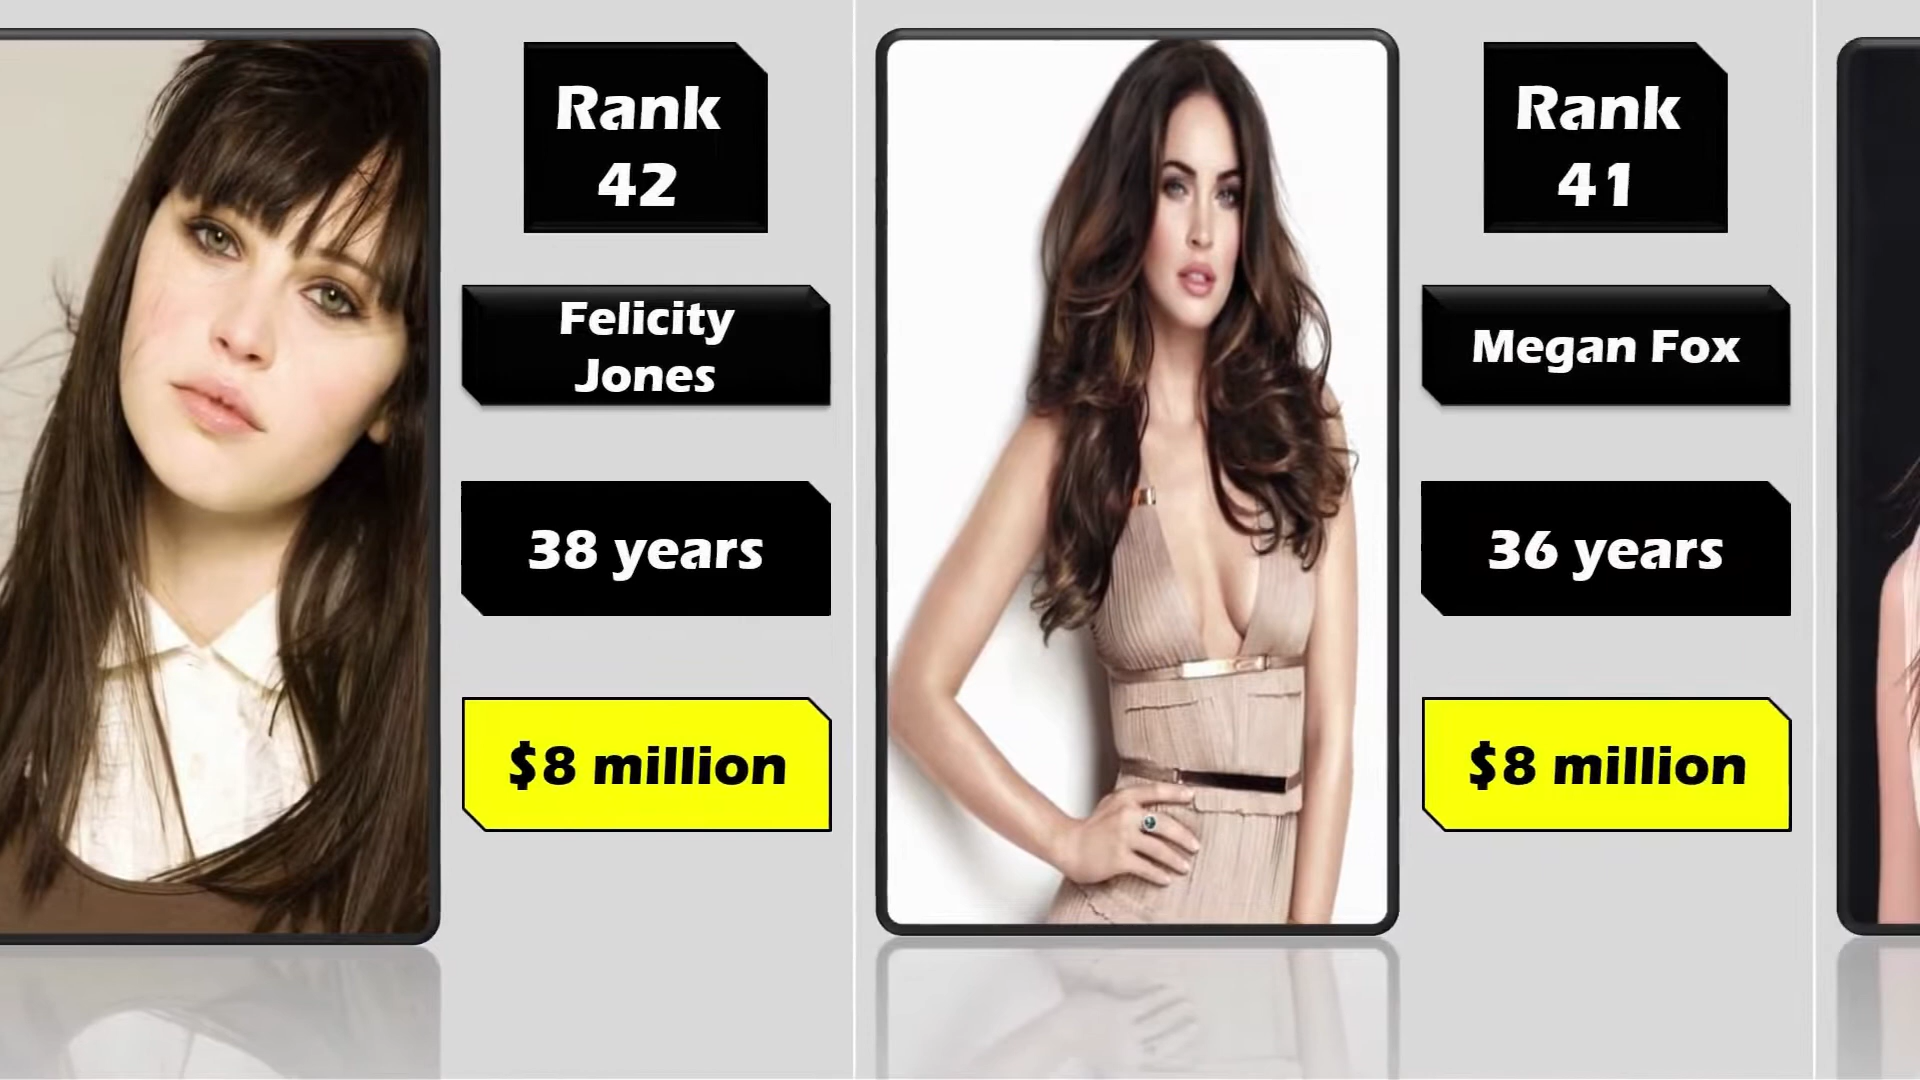 Rank
42
Felicity
Jones
38 years
$8 million
Rank
41
Megan Fox
36 years
$8 million